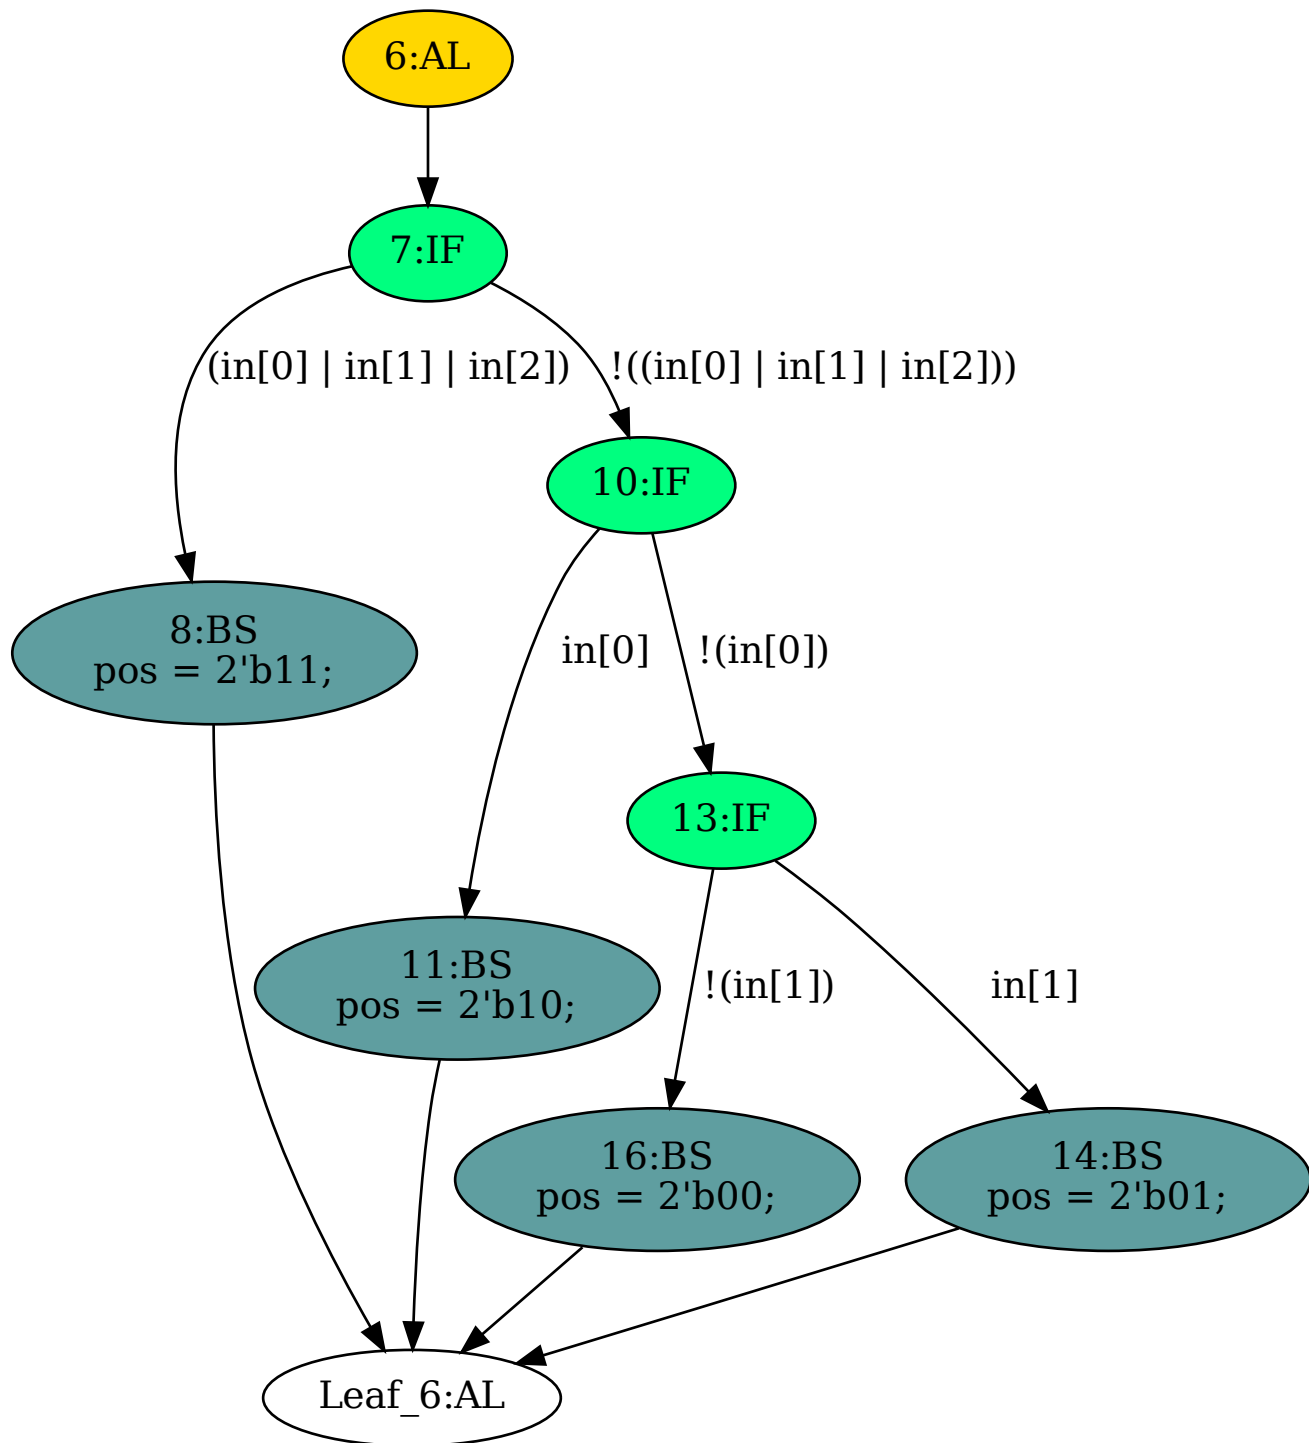 6:AL
7:IF
(in[0] | in[1] | in[2])
!((in[0] | in[1] | in[2]))
10:IF
8:BS
pos = 2'b11;
in[0]
!(in[0])
13:IF
11:BS
pos = 2'b10;
!(in[1])
in[1]
16:BS
pos = 2'b00;
14:BS
pos = 2'b01;
Leaf_6:AL